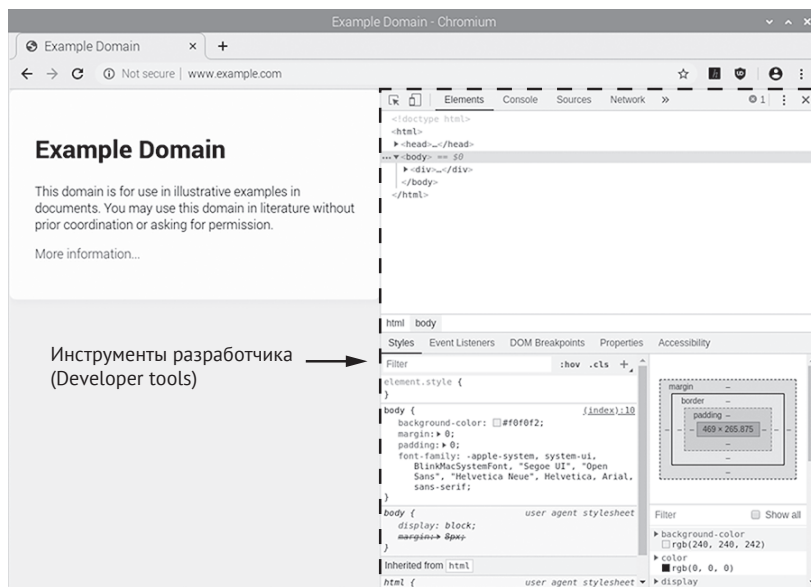 Example Domain - Chromium
Example Domain × +
Not secure | www.example.com
Example Domain
This domain is for use in illustrative examples in
documents. You may use this domain in literature without
prior coordination or asking for permission.
More information...
Инструменты разработчика
(Developer tools)
Elements Console Sources Network » 1
<!doctype html>
<html>
<head>…</head>
<body> == $0
<div>…</div>
</body>
</html>
html body
Styles Event Listeners DOM Breakpoints Properties Accessibility
Filter :hov .cls +
element.style {
}
body { (index):10
background-color: #f0f0f2;
margin: 0;
padding: 0;
font-family: -apple-system, system-ui,
BlinkMacSystemFont, "Segoe UI", "Open
Sans", "Helvetica Neue", Helvetica, Arial,
sans-serif;
}
body { user agent stylesheet
display: block;
margin: 8px;
}
Inherited from html
html { user agent stylesheet
margin –
border –
padding –
– – – 469 × 265.875 – – –
–
–
–
Filter Show all
background-color
rgb(240, 240, 242)
color
rgb(0, 0, 0)
display